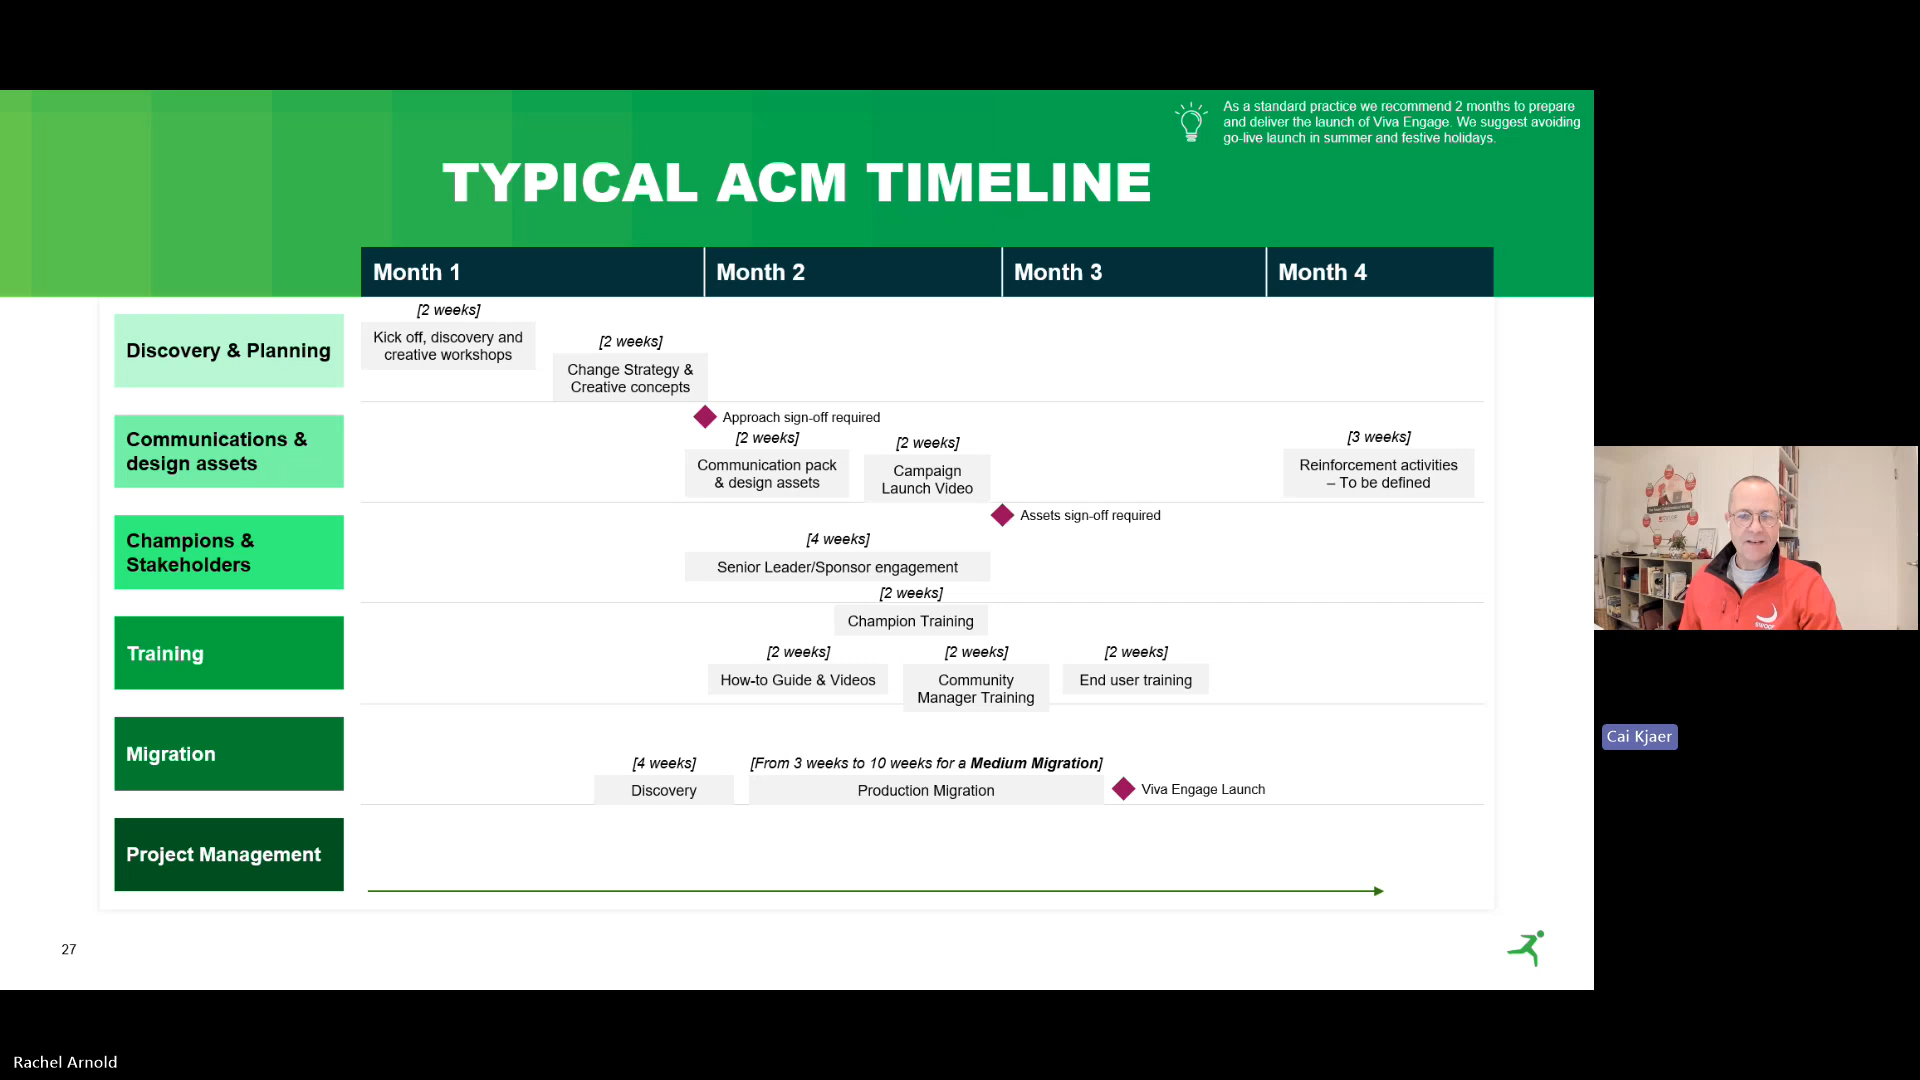 As a standard practice we recommend 2 months to prepare
and deliver the launch of Viva Engage. We suggest avoiding
go-live launch in summer and festive holidays.
TYPICAL ACM TIMELINE
Month 1
Month 2
Month 3
Month 4
Discovery & Planning
[2 weeks]
Kick off, discovery and
creative workshops
[2 weeks]
Change Strategy &
Creative concepts
Approach sign-off required
Communications &
design assets
[2 weeks]
Communication pack
& design assets
[2 weeks]
Campaign
Launch Video
[3 weeks]
Reinforcement activities
– To be defined
Assets sign-off required
Champions &
Stakeholders
[4 weeks]
Senior Leader/Sponsor engagement
[2 weeks]
Champion Training
Training
[2 weeks]
How-to Guide & Videos
[2 weeks]
Community
Manager Training
[2 weeks]
End user training
Migration
[4 weeks]
Discovery
[From 3 weeks to 10 weeks for a Medium Migration]
Production Migration
Viva Engage Launch
Project Management
27
swoop
Cai Kjaer
Rachel Arnold